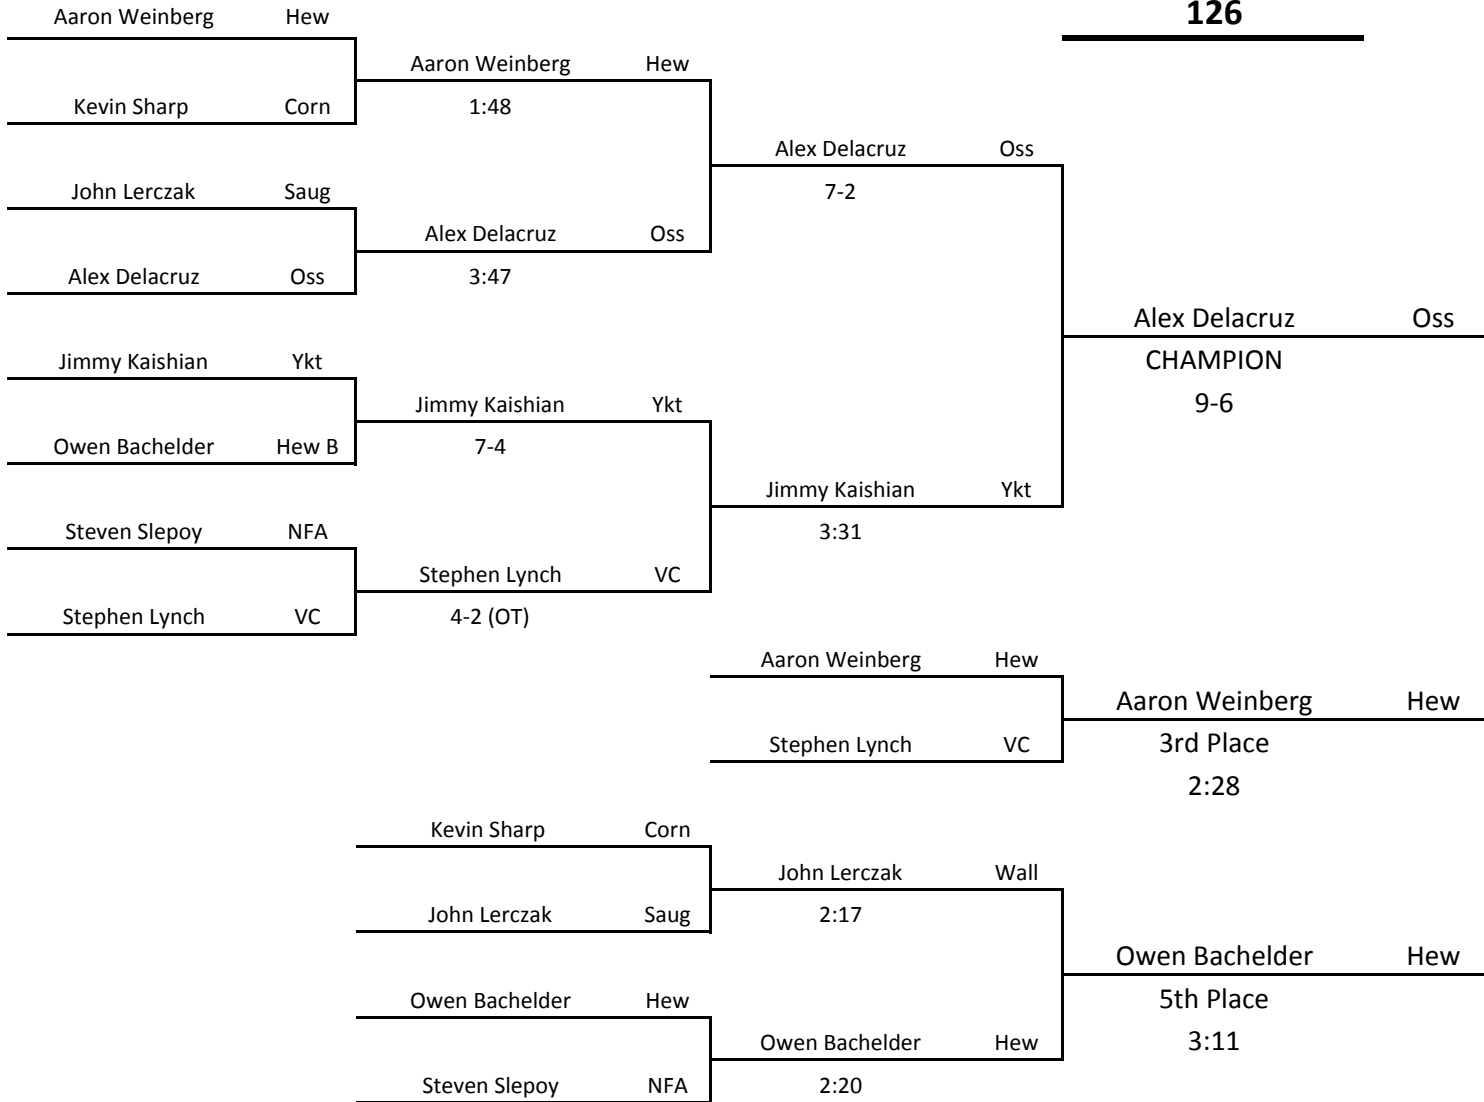 126
Aaron Weinberg Hew
Aaron Weinberg Hew
Kevin Sharp Corn
1:48
Alex Delacruz Oss
John Lerczak Saug
7-2
Alex Delacruz Oss
Alex Delacruz Oss
3:47
Alex Delacruz Oss
Jimmy Kaishian Ykt
CHAMPION
Jimmy Kaishian Ykt
9-6
Owen Bachelder Hew B
7-4
Jimmy Kaishian Ykt
Steven Slepoy NFA
3:31
Stephen Lynch VC
Stephen Lynch VC
4-2 (OT)
Aaron Weinberg Hew
Aaron Weinberg Hew
Stephen Lynch VC
3rd Place
2:28
Kevin Sharp Corn
John Lerczak Wall
John Lerczak Saug
2:17
Owen Bachelder Hew
Owen Bachelder Hew
5th Place
Owen Bachelder Hew
3:11
Steven Slepoy NFA
2:20